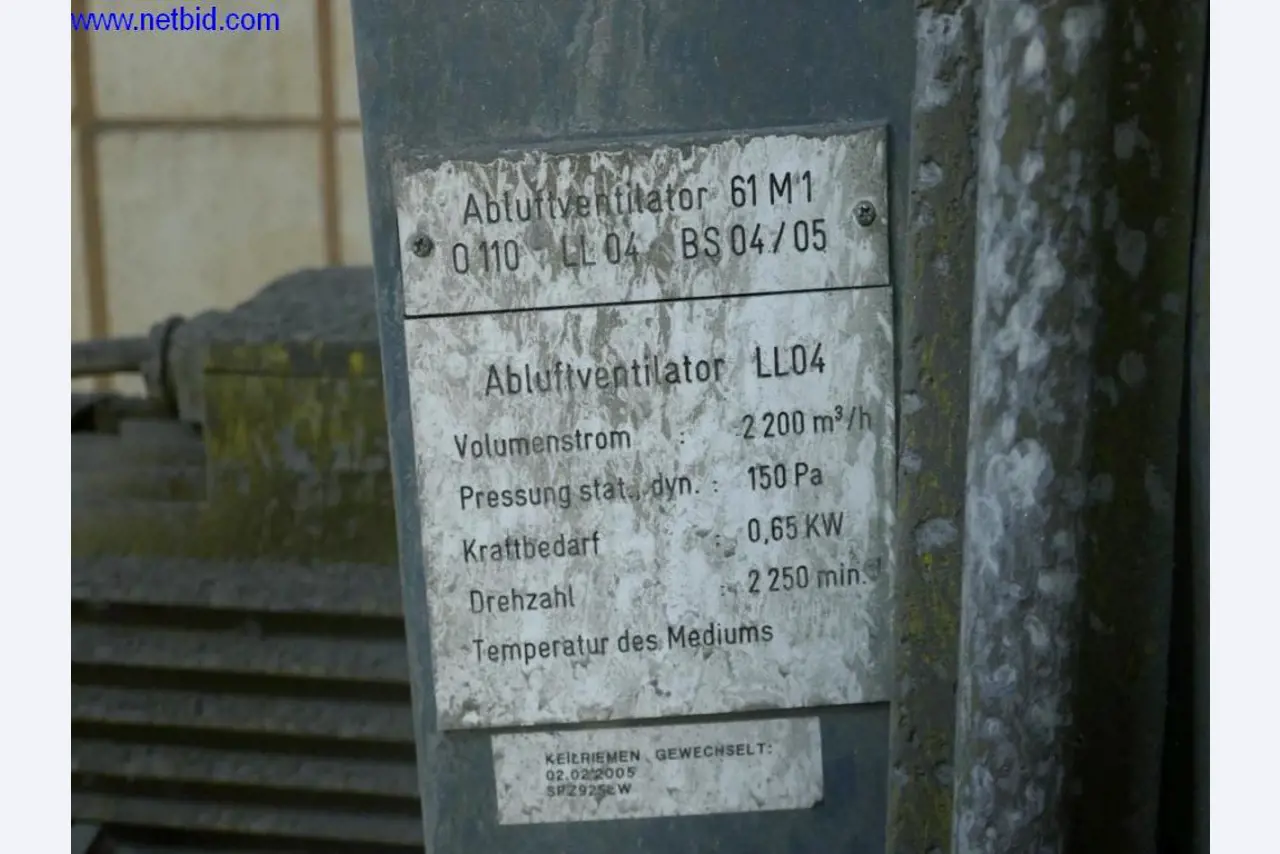 www.netbid.com
Abluftventilator 61 M 1
0 110 LL 04 BS 04 / 05
Abluftventilator LL04
Volumenstrom : 2 200 m³/h
Pressung stat., dyn. : 150 Pa
Kraftbedarf : 0,65 KW
Drehzahl : 2 250 min.⁻¹
Temperatur des Mediums
KEILRIEMEN GEWECHSELT:
02.02.2005